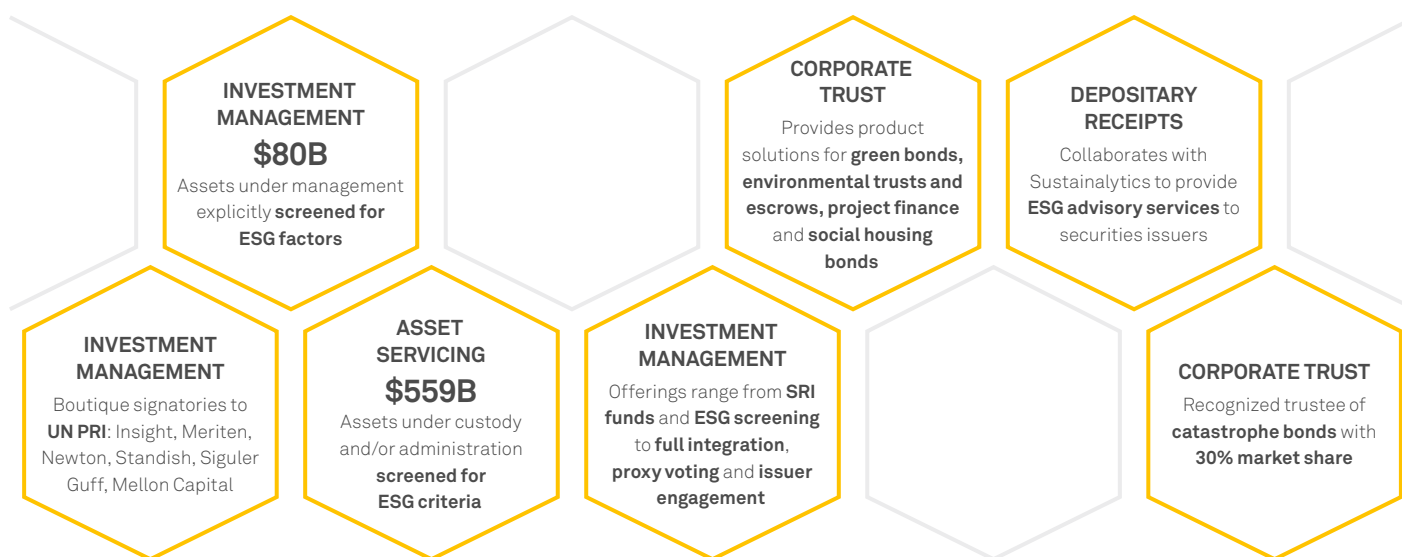 INVESTMENT
MANAGEMENT
$80B
Assets under management
explicitly screened for
ESG factors
CORPORATE
TRUST
Provides product
solutions for green bonds,
environmental trusts and
escrows, project finance
and social housing
bonds
DEPOSITARY
RECEIPTS
Collaborates with
Sustainalytics to provide
ESG advisory services to
securities issuers
INVESTMENT
MANAGEMENT
Boutique signatories to
UN PRI: Insight, Meriten,
Newton, Standish, Siguler
Guff, Mellon Capital
ASSET
SERVICING
$559B
Assets under custody
and/or administration
screened for
ESG criteria
INVESTMENT
MANAGEMENT
Offerings range from SRI
funds and ESG screening
to full integration,
proxy voting and issuer
engagement
CORPORATE TRUST
Recognized trustee of
catastrophe bonds with
30% market share